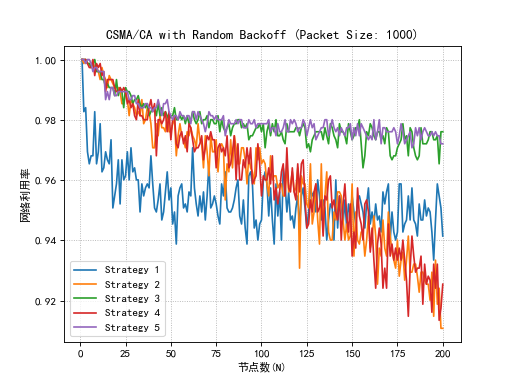 CSMA/CA with Random Backoff (Packet Size: 1000)
1.00
0.98
0.96
0.94
0.92
网络利用率
0
25
50
75
100
125
150
175
200
节点数(N)
Strategy 1
Strategy 2
Strategy 3
Strategy 4
Strategy 5